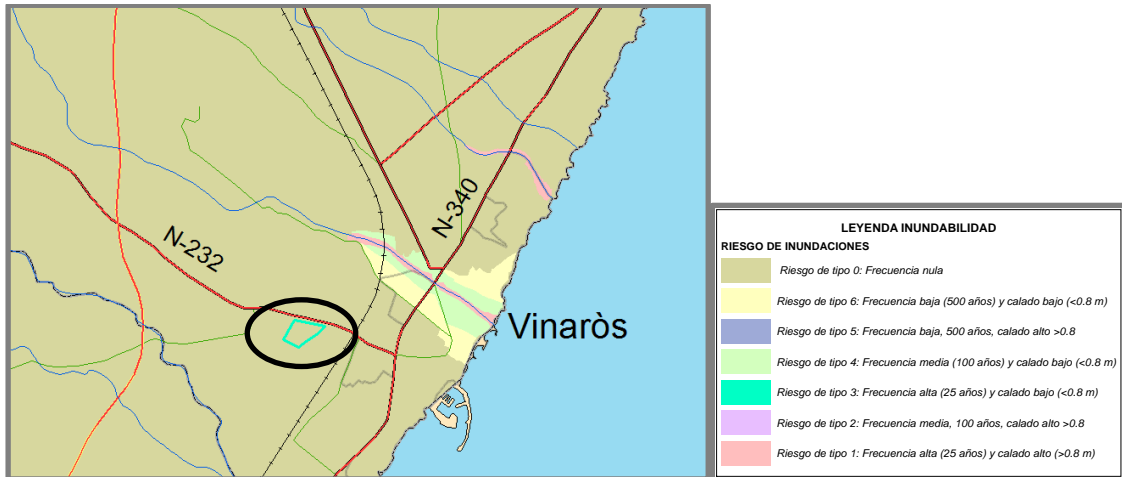 N-340
N-232
Vinaròs
LEYENDA INUNDABILIDAD
RIESGO DE INUNDACIONES
Riesgo de tipo 0: Frecuencia nula
Riesgo de tipo 6: Frecuencia baja (500 años) y calado bajo (<0.8 m)
Riesgo de tipo 5: Frecuencia baja, 500 años, calado alto >0.8
Riesgo de tipo 4: Frecuencia media (100 años) y calado bajo (<0.8 m)
Riesgo de tipo 3: Frecuencia alta (25 años) y calado bajo (<0.8 m)
Riesgo de tipo 2: Frecuencia media, 100 años, calado alto >0.8
Riesgo de tipo 1: Frecuencia alta (25 años) y calado alto (>0.8 m)